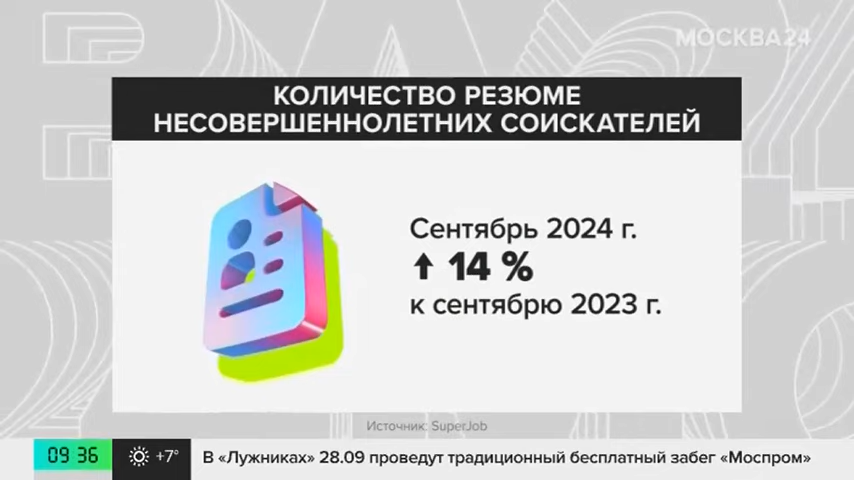 МОСКВА24
КОЛИЧЕСТВО РЕЗЮМЕ
НЕСОВЕРШЕННОЛЕТНИХ СОИСКАТЕЛЕЙ
Сентябрь 2024 г.
↑ 14 %
к сентябрю 2023 г.
Источник: SuperJob
09 36 +7° В «Лужниках» 28.09 проведут традиционный бесплатный забег «Моспром»